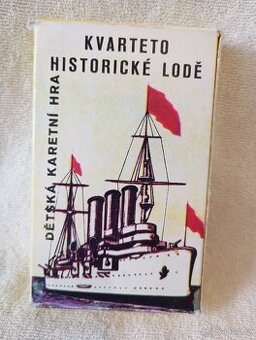 KVARTETO
HISTORICKÉ LODĚ
DĚTSKÁ KARETNÍ HRA